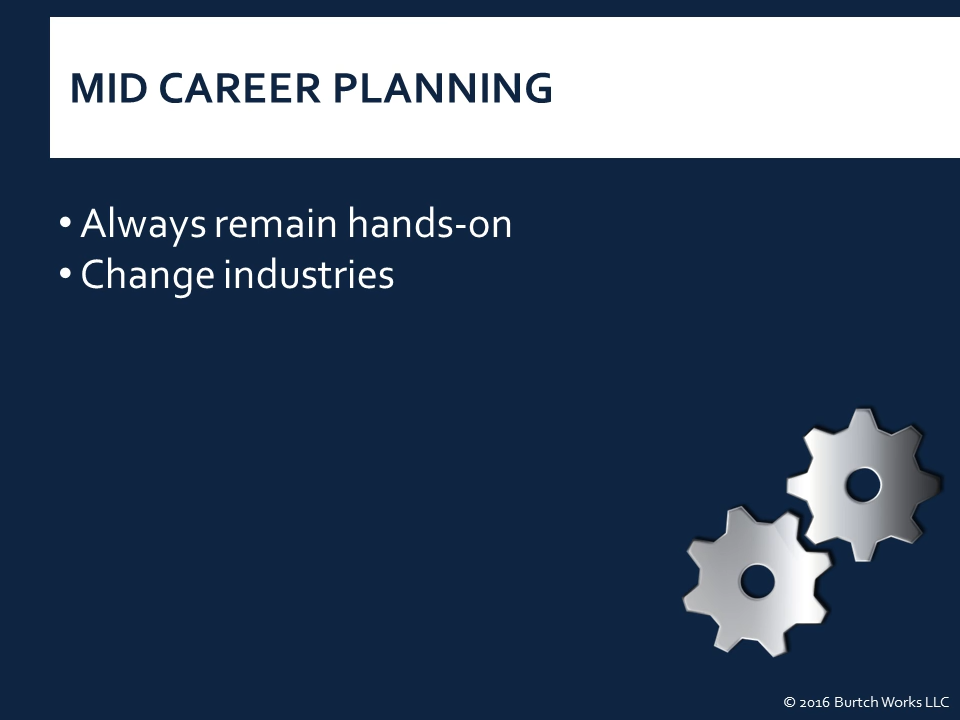 MID CAREER PLANNING
• Always remain hands-on
• Change industries
© 2016 Burtch Works LLC